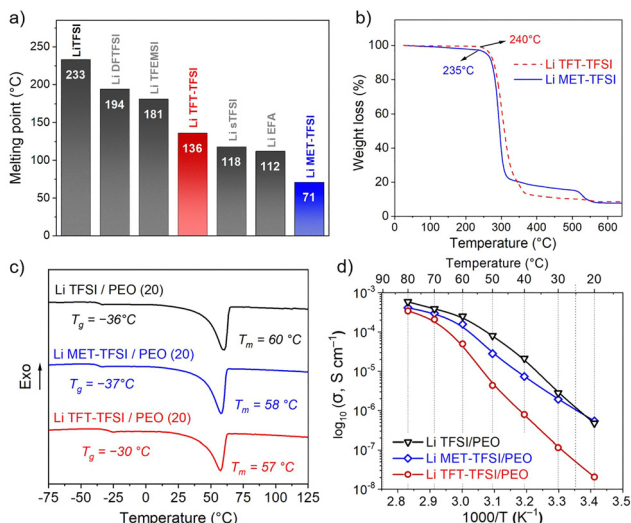 a)
Melting point (°C)
250
200
150
100
50
0
LiTFSI
233
Li DFTFSI
194
Li TFEMSI
181
Li TFT-TFSI
136
Li sTFSI
118
Li EFA
112
Li MET-TFSI
71
b)
Weight loss (%)
100
80
60
40
20
0
240°C
235°C
Li TFT-TFSI
Li MET-TFSI
0 100 200 300 400 500 600
Temperature (°C)
c)
Exo
Li TFSI / PEO (20)
Tg = −36°C
Tm = 60 °C
Li MET-TFSI / PEO (20)
Tg = −37°C
Tm = 58 °C
Li TFT-TFSI / PEO (20)
Tg = −30 °C
Tm = 57 °C
-75 -50 -25 0 25 50 75 100 125
Temperature (°C)
d)
Temperature (°C)
90 80 70 60 50 40 30 20
log10 (σ, S cm−1)
10-3
10-4
10-5
10-6
10-7
10-8
Li TFSI/PEO
Li MET-TFSI/PEO
Li TFT-TFSI/PEO
2.8 2.9 3.0 3.1 3.2 3.3 3.4 3.5
1000/T (K−1)